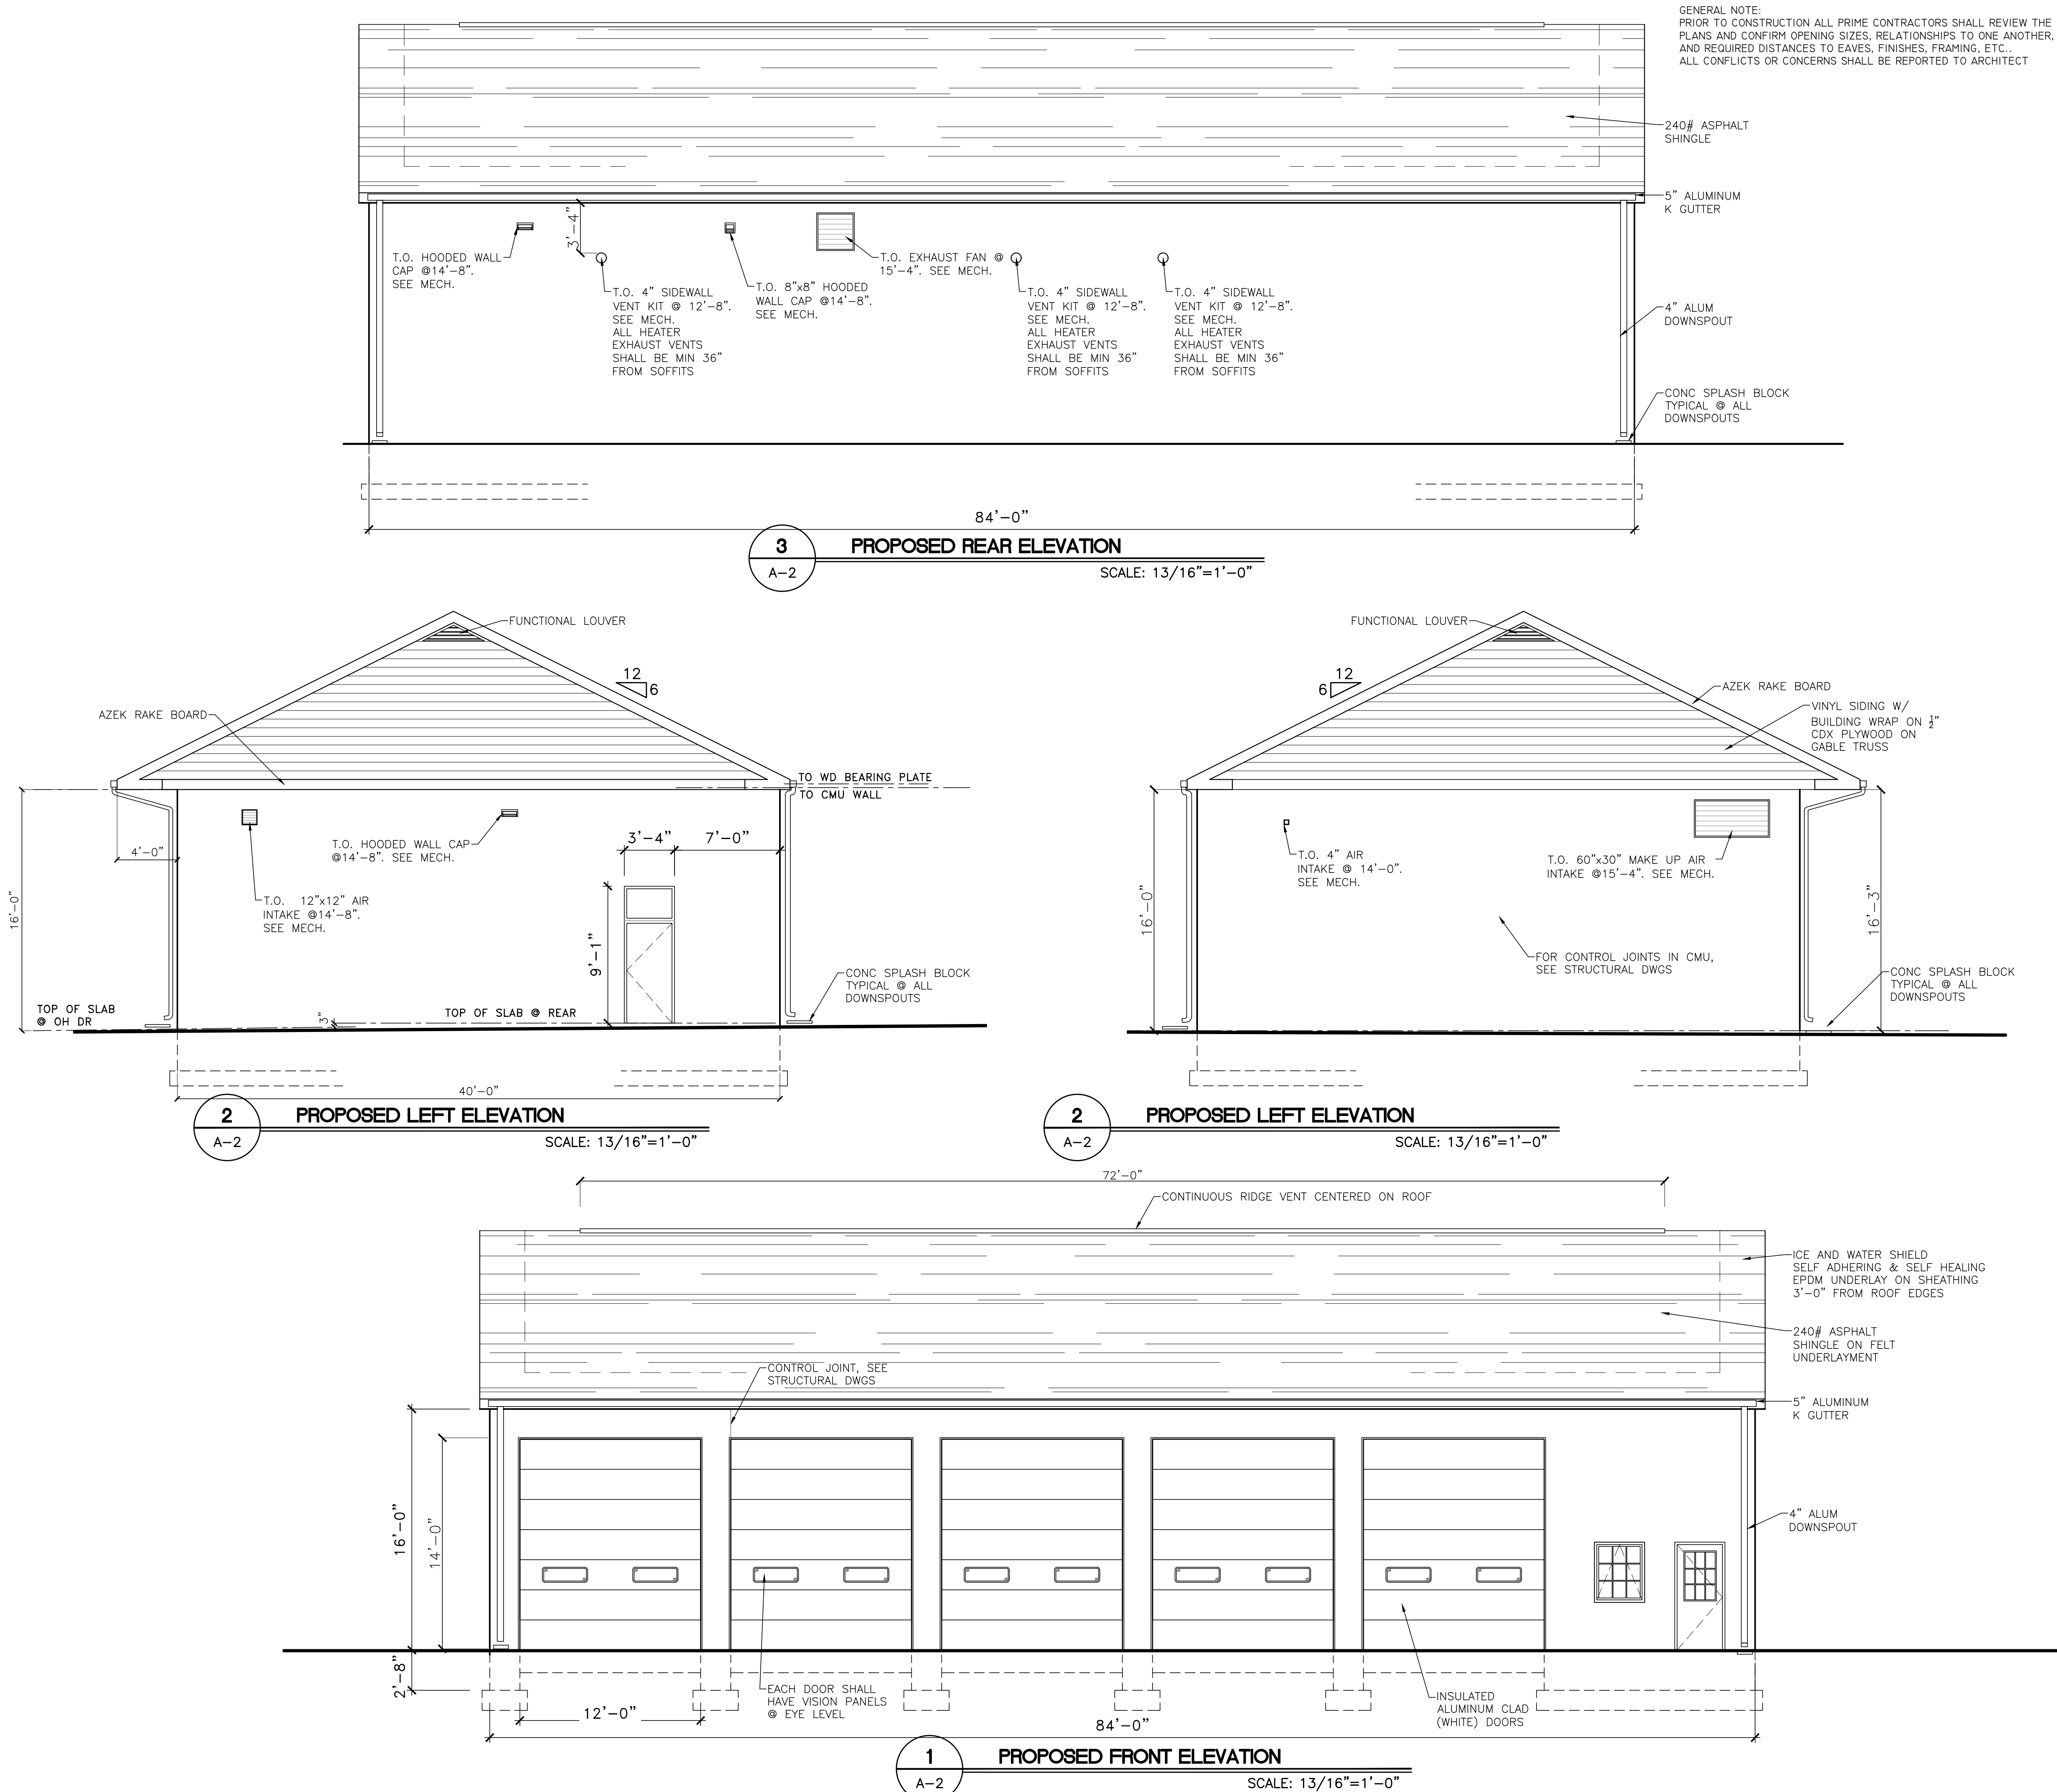 GENERAL NOTE:
PRIOR TO CONSTRUCTION ALL PRIME CONTRACTORS SHALL REVIEW THE
PLANS AND CONFIRM OPENING SIZES, RELATIONSHIPS TO ONE ANOTHER,
AND REQUIRED DISTANCES TO EAVES, FINISHES, FRAMING, ETC..
ALL CONFLICTS OR CONCERNS SHALL BE REPORTED TO ARCHITECT
240# ASPHALT
SHINGLE
5" ALUMINUM
K GUTTER
3'-4"
T.O. HOODED WALL
CAP @14'-8".
SEE MECH.
T.O. 4" SIDEWALL
VENT KIT @ 12'-8".
SEE MECH.
ALL HEATER
EXHAUST VENTS
SHALL BE MIN 36"
FROM SOFFITS
T.O. 8"x8" HOODED
WALL CAP @14'-8".
SEE MECH.
T.O. EXHAUST FAN @
15'-4". SEE MECH.
T.O. 4" SIDEWALL
VENT KIT @ 12'-8".
SEE MECH.
ALL HEATER
EXHAUST VENTS
SHALL BE MIN 36"
FROM SOFFITS
T.O. 4" SIDEWALL
VENT KIT @ 12'-8".
SEE MECH.
ALL HEATER
EXHAUST VENTS
SHALL BE MIN 36"
FROM SOFFITS
4" ALUM
DOWNSPOUT
CONC SPLASH BLOCK
TYPICAL @ ALL
DOWNSPOUTS
84'-0"
3
A-2
PROPOSED REAR ELEVATION
SCALE: 13/16"=1'-0"
FUNCTIONAL LOUVER
12
6
AZEK RAKE BOARD
TO WD BEARING PLATE
TO CMU WALL
16'-0"
4'-0"
T.O. 12"x12" AIR
INTAKE @14'-8".
SEE MECH.
T.O. HOODED WALL CAP
@14'-8". SEE MECH.
3'-4"
7'-0"
9'-1"
CONC SPLASH BLOCK
TYPICAL @ ALL
DOWNSPOUTS
TOP OF SLAB
@ OH DR
3"
TOP OF SLAB @ REAR
40'-0"
2
A-2
PROPOSED LEFT ELEVATION
SCALE: 13/16"=1'-0"
FUNCTIONAL LOUVER
12
6
AZEK RAKE BOARD
VINYL SIDING W/
BUILDING WRAP ON 1/2"
CDX PLYWOOD ON
GABLE TRUSS
16'-0"
T.O. 4" AIR
INTAKE @ 14'-0".
SEE MECH.
T.O. 60"x30" MAKE UP AIR
INTAKE @15'-4". SEE MECH.
16'-3"
FOR CONTROL JOINTS IN CMU,
SEE STRUCTURAL DWGS
CONC SPLASH BLOCK
TYPICAL @ ALL
DOWNSPOUTS
2
A-2
PROPOSED LEFT ELEVATION
SCALE: 13/16"=1'-0"
72'-0"
CONTINUOUS RIDGE VENT CENTERED ON ROOF
ICE AND WATER SHIELD
SELF ADHERING & SELF HEALING
EPDM UNDERLAY ON SHEATHING
3'-0" FROM ROOF EDGES
240# ASPHALT
SHINGLE ON FELT
UNDERLAYMENT
CONTROL JOINT, SEE
STRUCTURAL DWGS
5" ALUMINUM
K GUTTER
16'-0"
14'-0"
4" ALUM
DOWNSPOUT
2'-8"
EACH DOOR SHALL
HAVE VISION PANELS
@ EYE LEVEL
INSULATED
ALUMINUM CLAD
(WHITE) DOORS
12'-0"
84'-0"
1
A-2
PROPOSED FRONT ELEVATION
SCALE: 13/16"=1'-0"